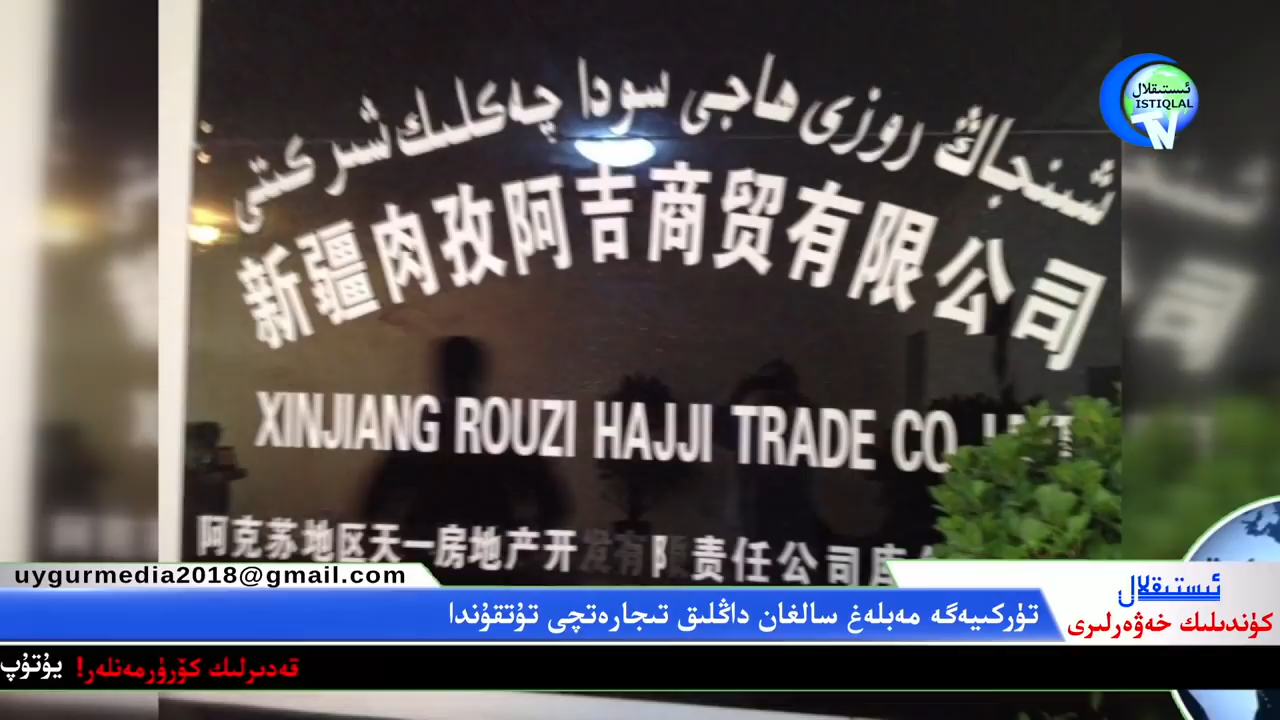 شىنجاڭ روزى ھاجى سودا چەكلىك شىركىتى
新疆肉孜阿吉商贸有限公司
XINJIANG ROUZI HAJJI TRADE CO
阿克苏地区天一房地产开发有限责任公司库
ئىستىقلال
ISTIQLAL
TV
uygurmedia2018@gmail.com
تۈركىيەگە مەبلەغ سالغان داڭلىق تىجارەتچى تۇتقۇندا
ئىستىقلال
كۈندىلىك خەۋەرلىرى
قەدىرلىك كۆرۈرمەنلەر! يۇتۇپ